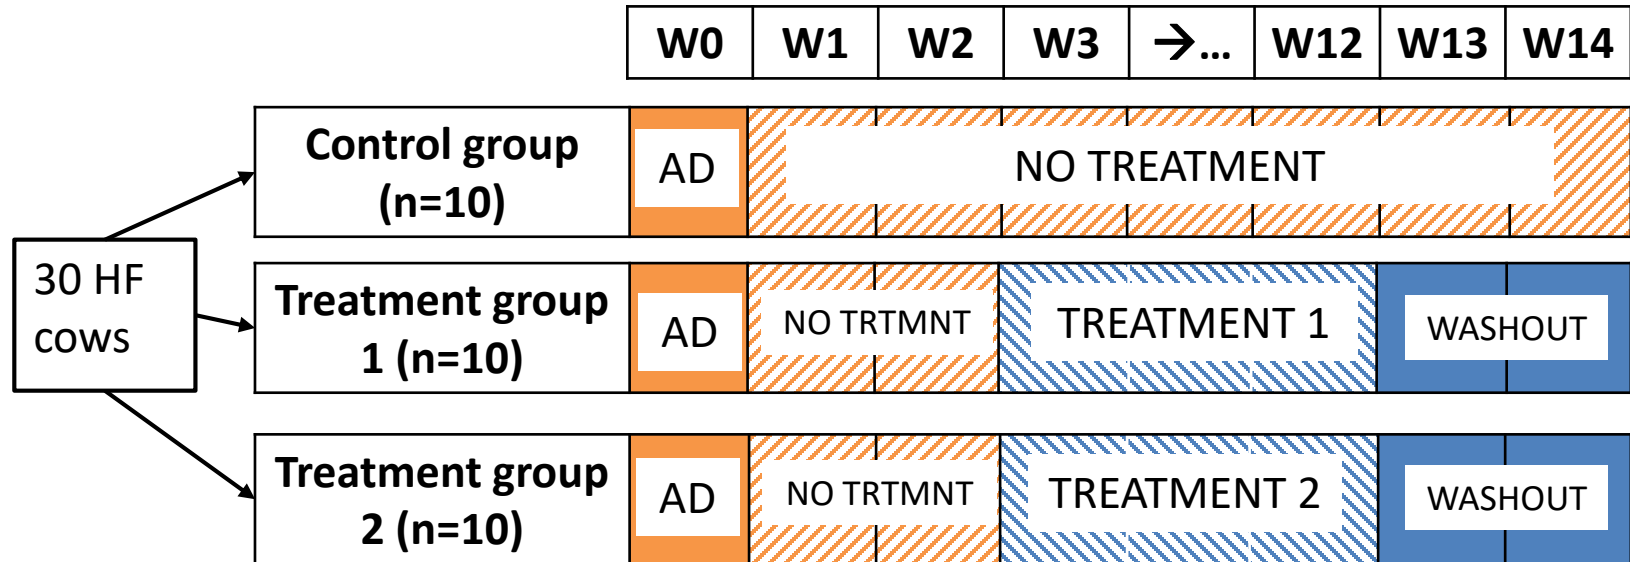 W0 W1 W2 W3 →... W12 W13 W14
Control group
(n=10)
AD
NO TREATMENT
30 HF
cows
Treatment group
1 (n=10)
AD
NO TRTMNT
TREATMENT 1
WASHOUT
Treatment group
2 (n=10)
AD
NO TRTMNT
TREATMENT 2
WASHOUT